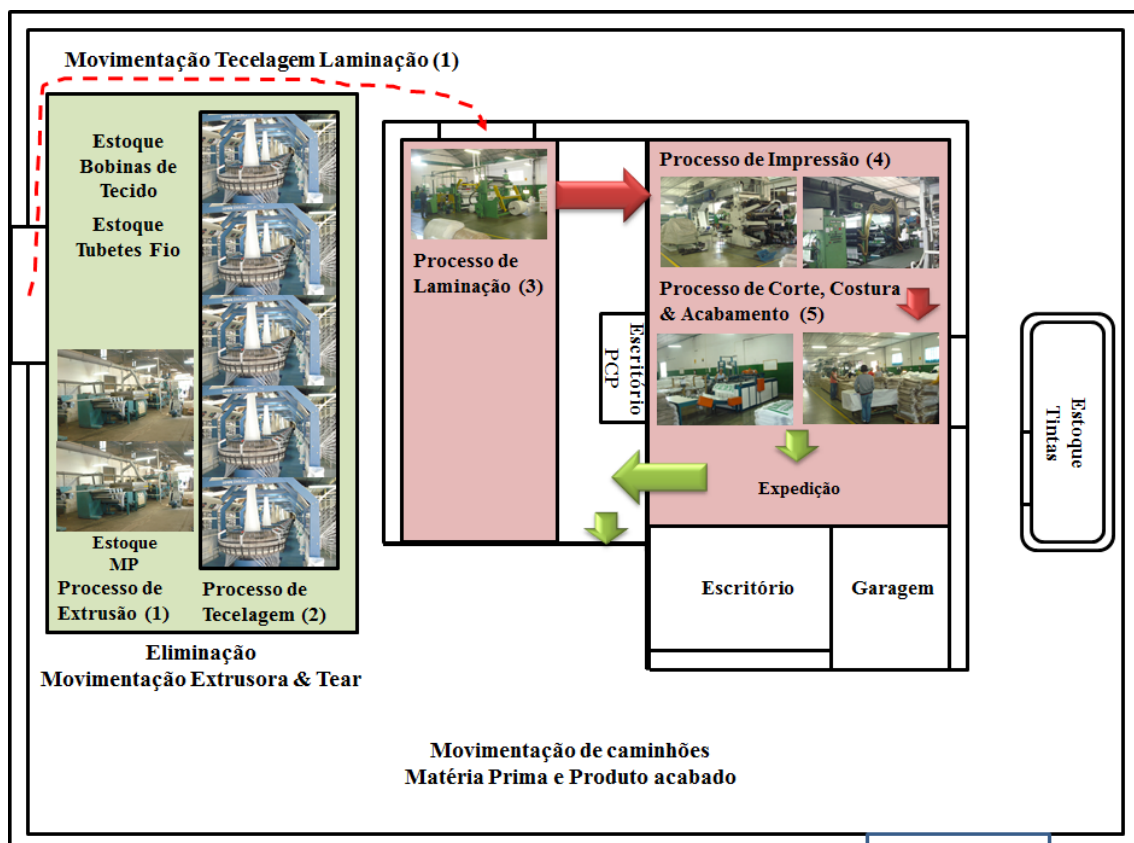 Movimentação Tecelagem Laminação (1)
Estoque
Bobinas de
Tecido
Estoque
Tubetes Fio
Estoque
MP
Processo de
Extrusão (1)
Processo de
Tecelagem (2)
Eliminação
Movimentação Extrusora & Tear
Processo de
Laminação (3)
Processo de Impressão (4)
Processo de Corte, Costura
& Acabamento (5)
Escritório
PCP
Expedição
Escritório
Garagem
Estoque
Tintas
Movimentação de caminhões
Matéria Prima e Produto acabado